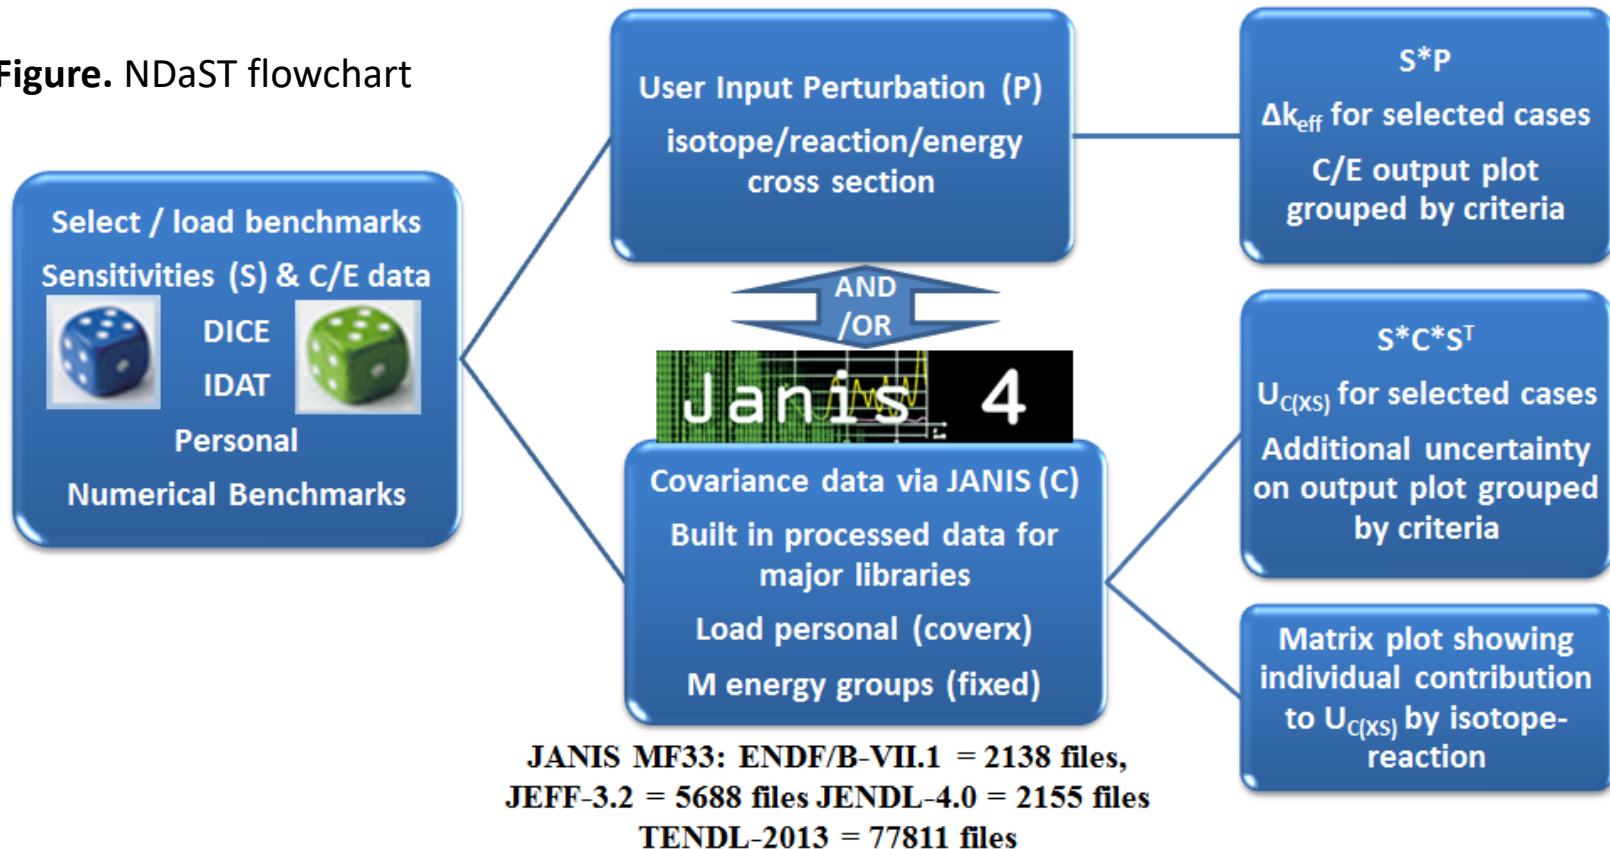 Figure. NDaST flowchart
Select / load benchmarks
Sensitivities (S) & C/E data
DICE
IDAT
Personal
Numerical Benchmarks
User Input Perturbation (P)
isotope/reaction/energy
cross section
AND
/OR
Janis 4
Covariance data via JANIS (C)
Built in processed data for
major libraries
Load personal (coverx)
M energy groups (fixed)
JANIS MF33: ENDF/B-VII.1 = 2138 files,
JEFF-3.2 = 5688 files JENDL-4.0 = 2155 files
TENDL-2013 = 77811 files
S*P
Δk_eff for selected cases
C/E output plot
grouped by criteria
S*C*S^T
U_C(XS) for selected cases
Additional uncertainty
on output plot grouped
by criteria
Matrix plot showing
individual contribution
to U_C(XS) by isotope-
reaction